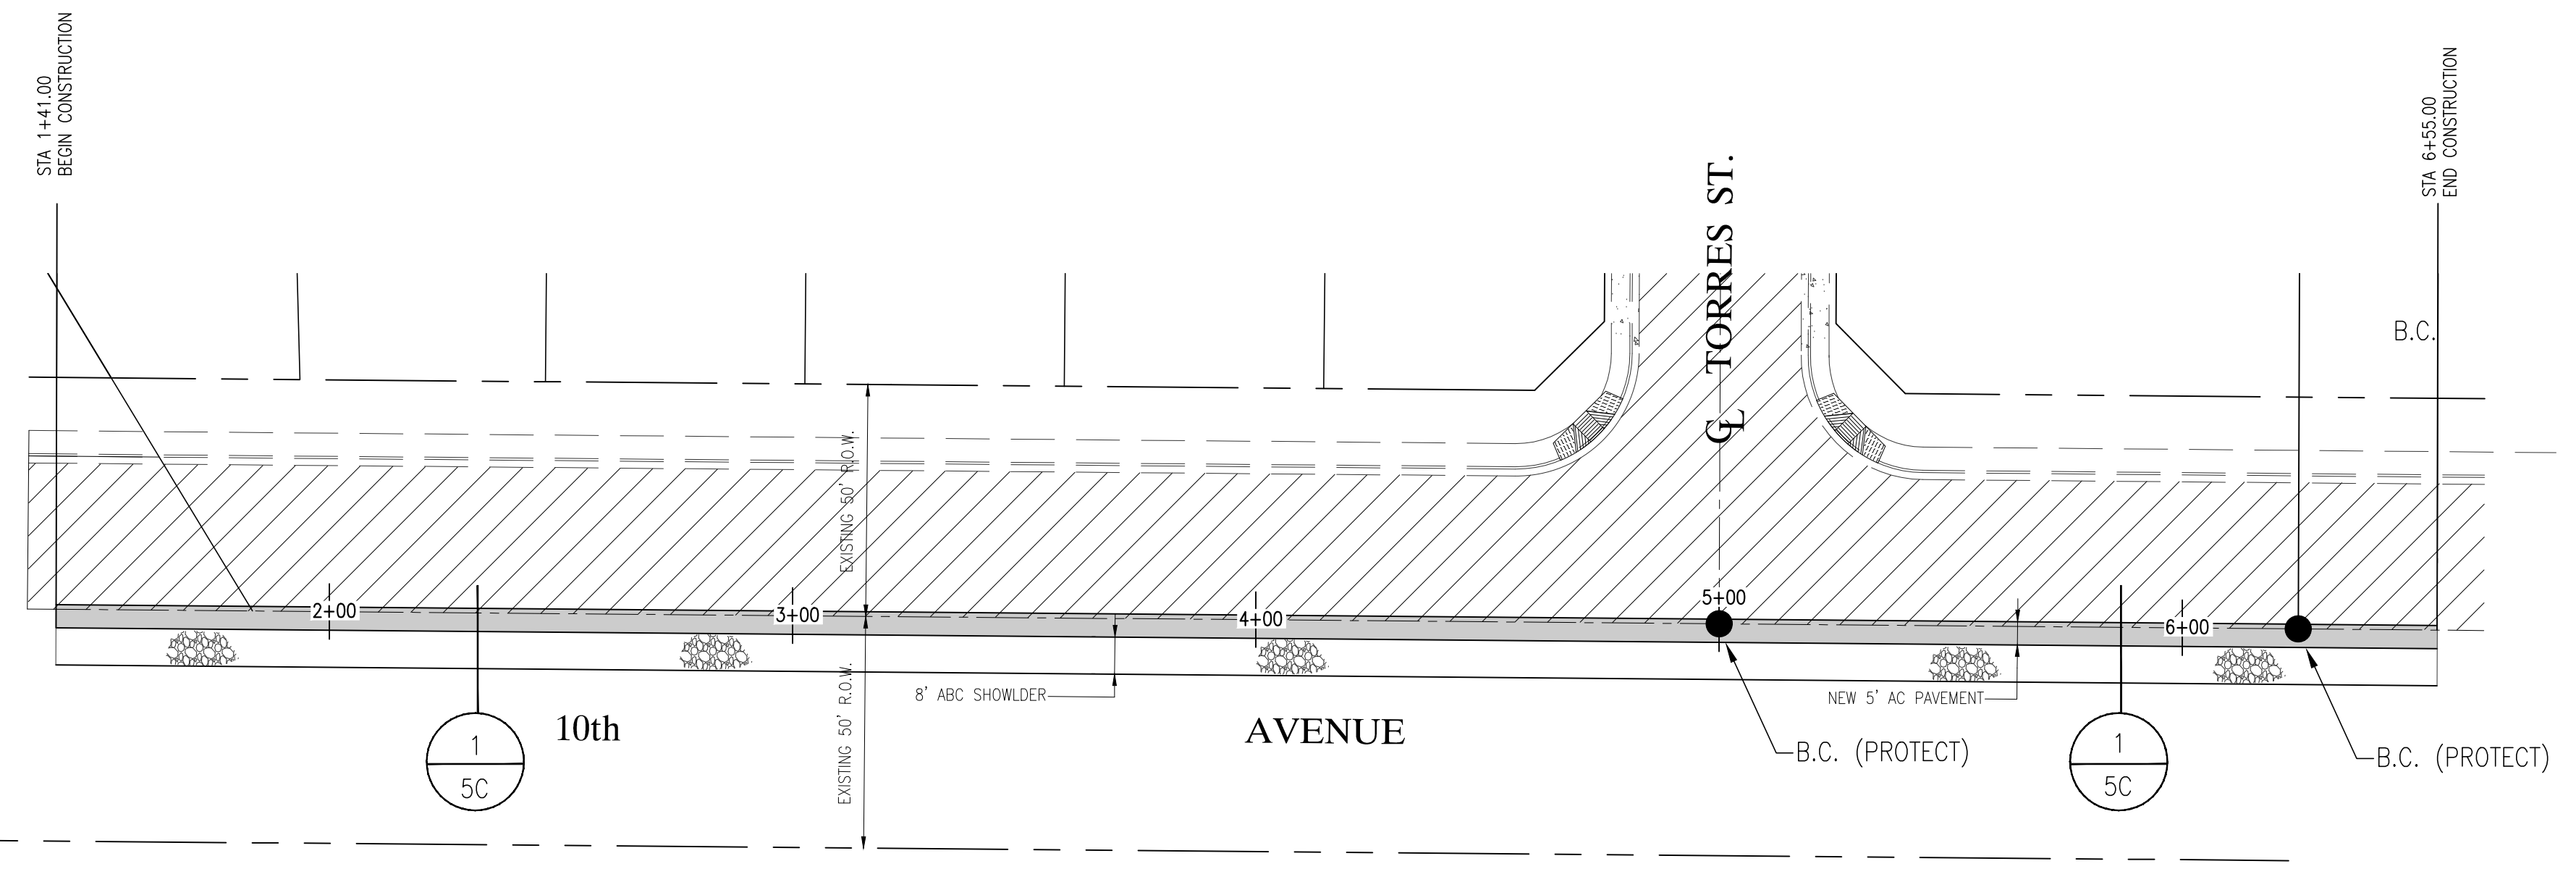 STA 1+41.00
BEGIN CONSTRUCTION
STA 6+55.00
END CONSTRUCTION
TORRES ST.
CL
B.C.
EXISTING 50' R.O.W.
2+00
3+00
4+00
5+00
6+00
EXISTING 50' R.O.W.
8' ABC SHOWLDER
NEW 5' AC PAVEMENT
10th
AVENUE
1
5C
B.C. (PROTECT)
1
5C
B.C. (PROTECT)